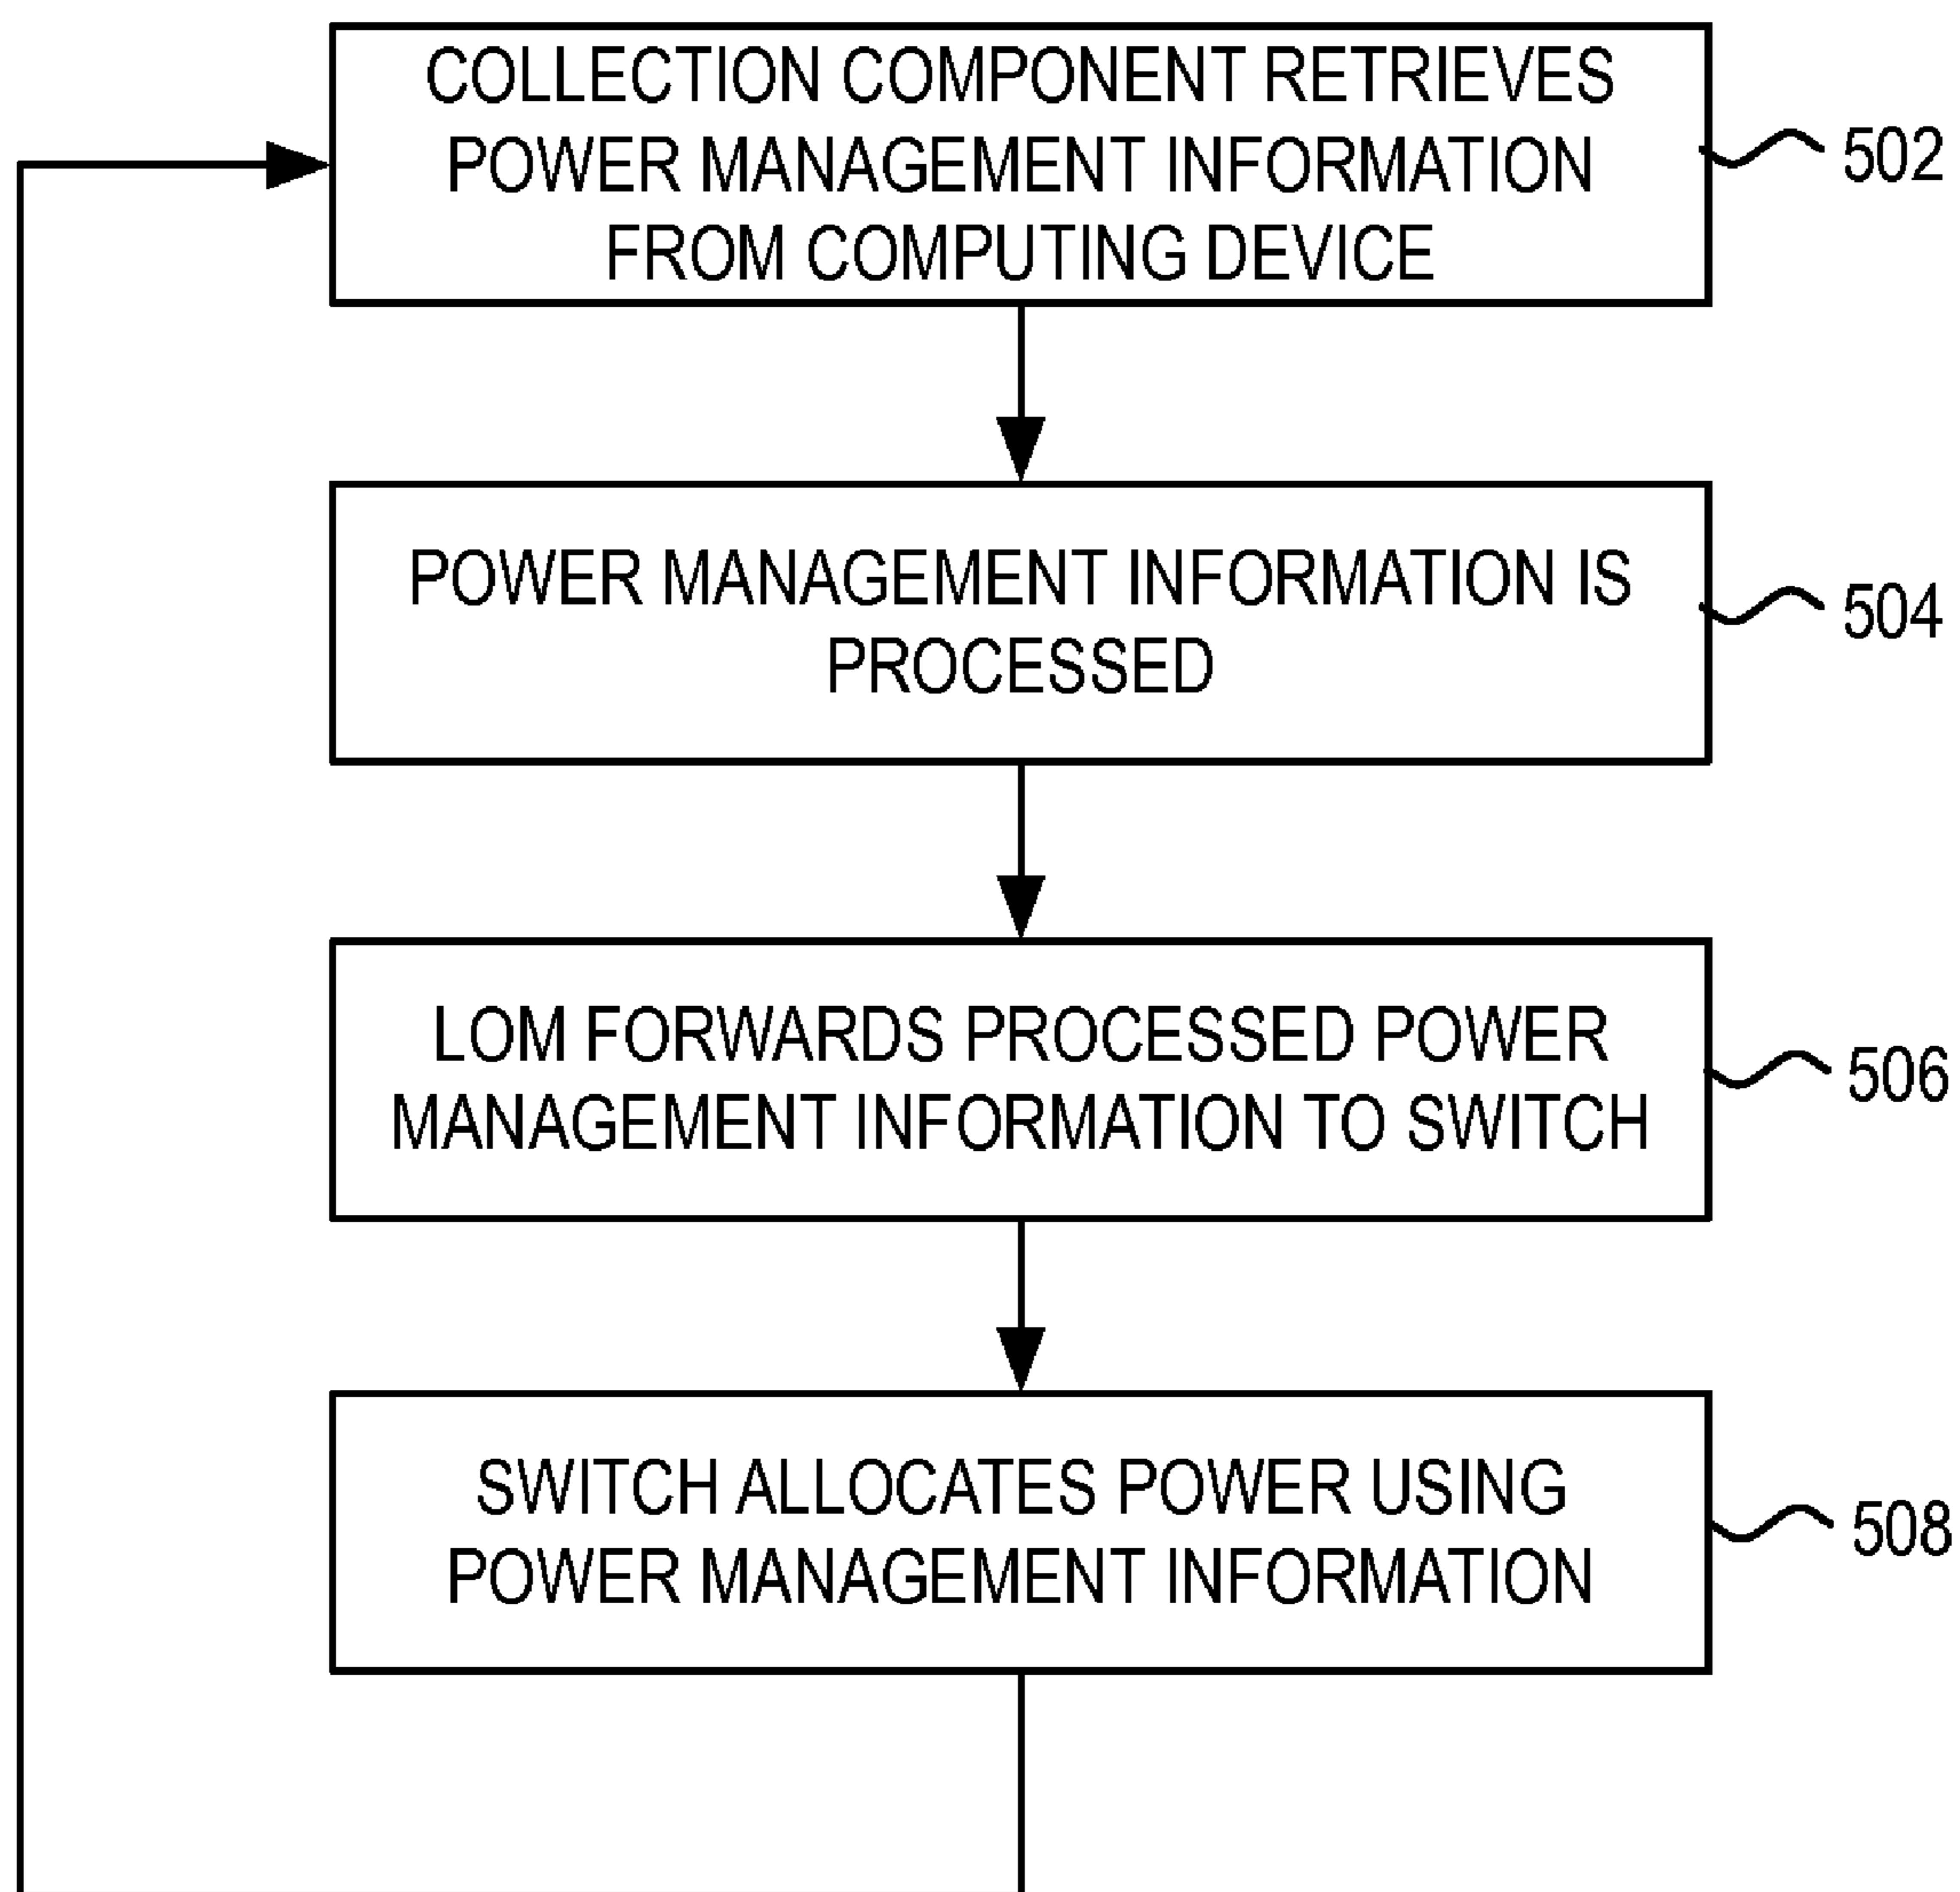 COLLECTION COMPONENT RETRIEVES
POWER MANAGEMENT INFORMATION
FROM COMPUTING DEVICE
502
POWER MANAGEMENT INFORMATION IS
PROCESSED
504
LOM FORWARDS PROCESSED POWER
MANAGEMENT INFORMATION TO SWITCH
506
SWITCH ALLOCATES POWER USING
POWER MANAGEMENT INFORMATION
508